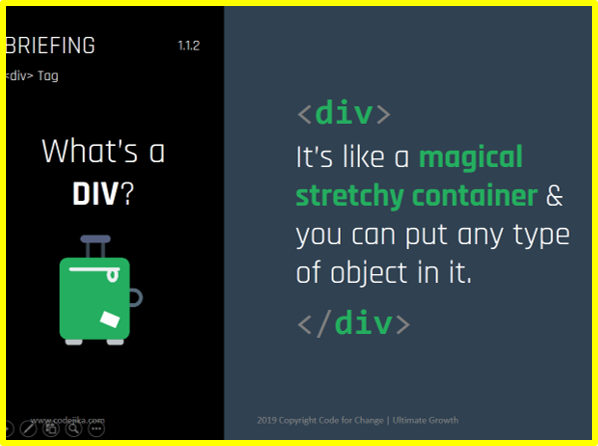 BRIEFING
1.1.2
<div> Tag
What's a
DIV?
<div>
It's like a magical
stretchy container &
you can put any type
of object in it.
</div>
www.codejika.com
2019 Copyright Code for Change | Ultimate Growth